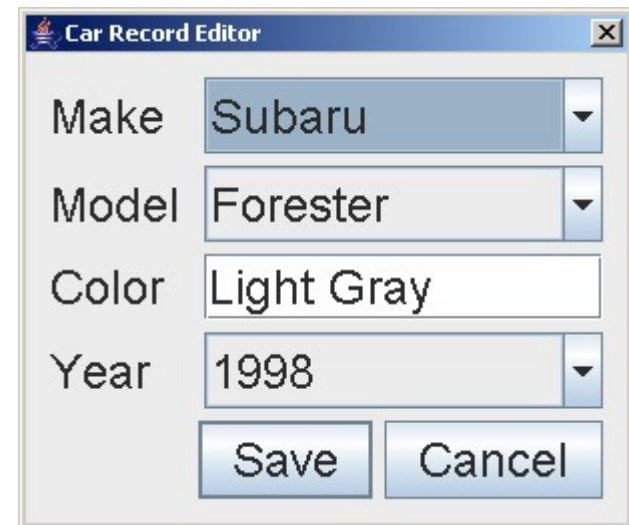 Car Record Editor
Make Subaru
Model Forester
Color Light Gray
Year 1998
Save Cancel